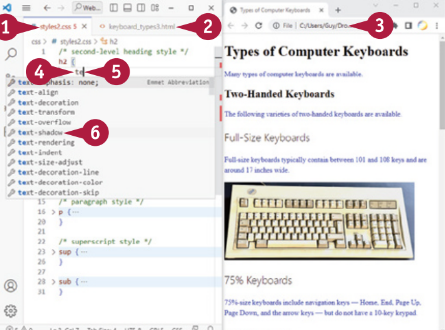 Web...
styles2.css 5
keyboard_types3.html
css > # styles2.css > h2
/* second-level heading style */
h2 {
te
text-emphasis: none;
Emmet Abbreviation
text-align
text-decoration
text-transform
text-overflow
text-shadow
text-rendering
text-indent
text-size-adjust
text-decoration-line
text-decoration-color
text-decoration-skip
15 /* paragraph style */
16 > p {
20 }
21
22 /* superscript style */
23 > sup {
26 }
27
28 > sub {
31 }
1
2
3
4
5
6
Types of Computer Keyboards
File | C:/Users/Guy/Dro...
Types of Computer Keyboards
Many types of computer keyboards are available.
Two-Handed Keyboards
The following varieties of two-handed keyboards are available.
Full-Size Keyboards
Full-size keyboards typically contain between 101 and 108 keys and are
around 17 inches wide.
75% Keyboards
75%-size keyboards include navigation keys — Home, End, Page Up,
Page Down, and the arrow keys — but do not have a 10-key keypad.